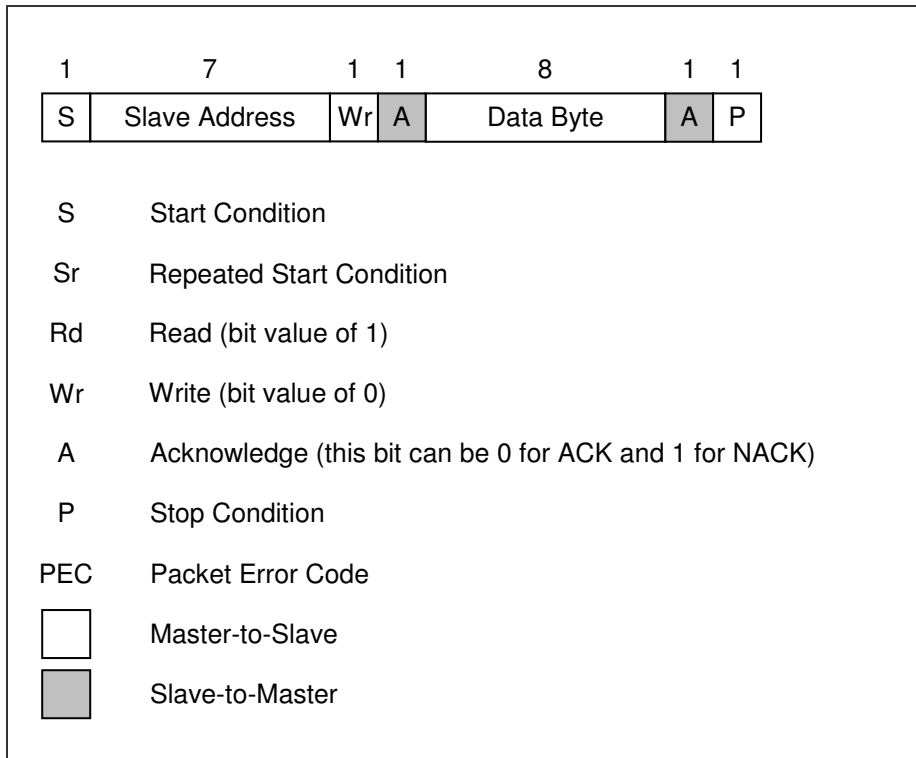 1 7 1 1 8 1 1
S Slave Address Wr A Data Byte A P
S Start Condition
Sr Repeated Start Condition
Rd Read (bit value of 1)
Wr Write (bit value of 0)
A Acknowledge (this bit can be 0 for ACK and 1 for NACK)
P Stop Condition
PEC Packet Error Code
Master-to-Slave
Slave-to-Master